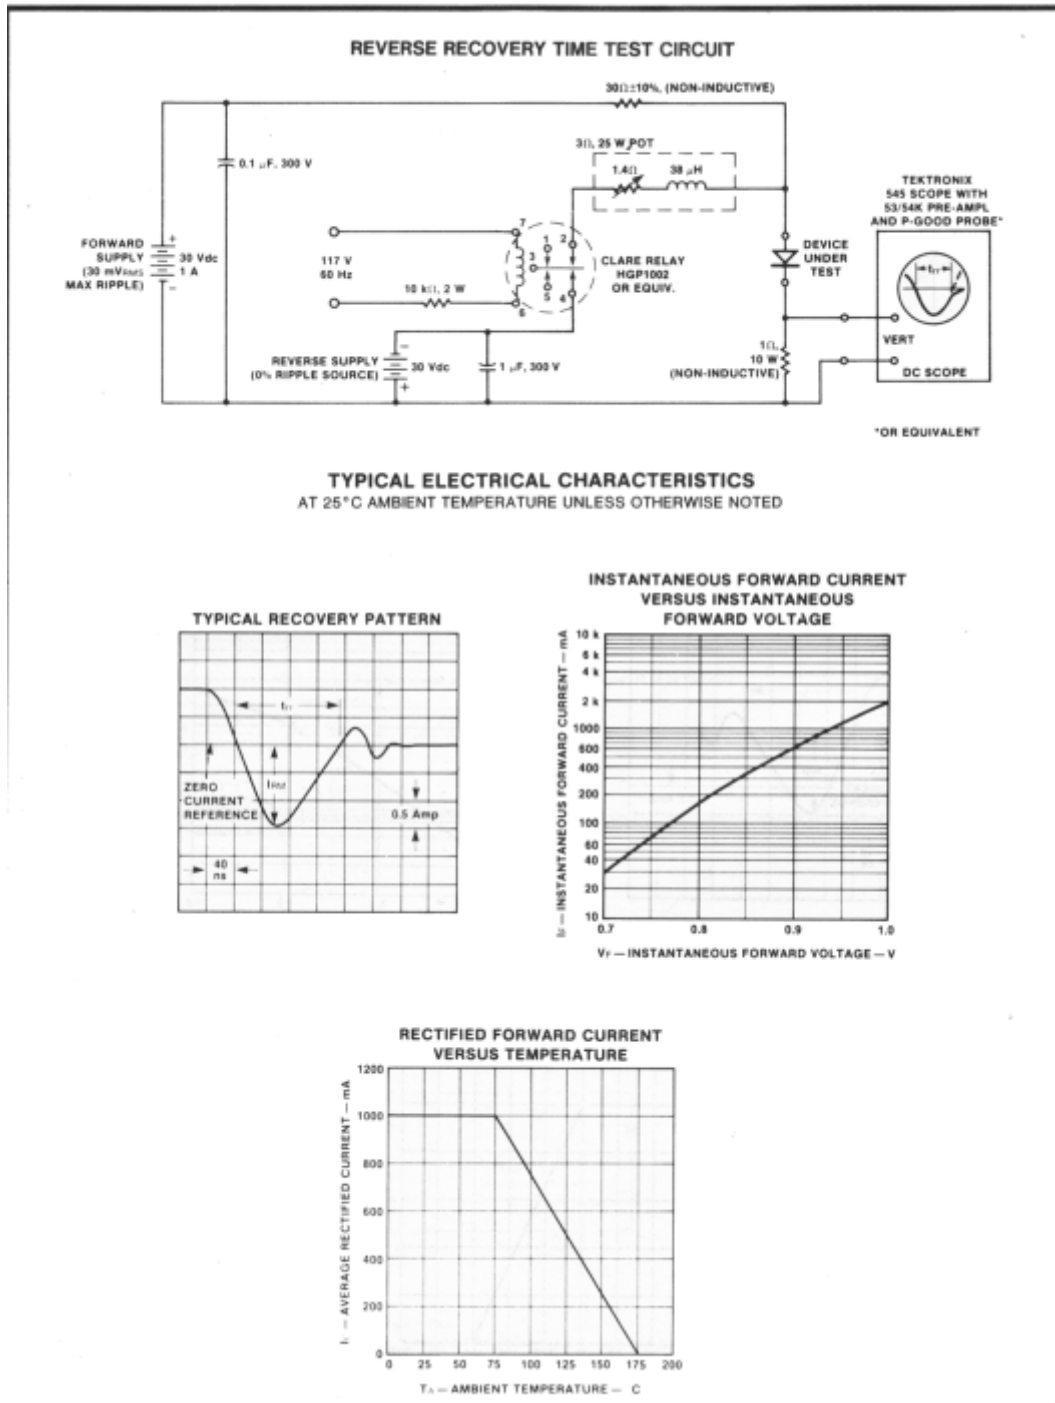 REVERSE RECOVERY TIME TEST CIRCUIT
30Ω±10%, (NON-INDUCTIVE)
0.1 µF, 300 V
3Ω, 25 W POT
1.4Ω
38 µH
TEKTRONIX
545 SCOPE WITH
53/54K PRE-AMPL
AND P-GOOD PROBE*
FORWARD
SUPPLY
(30 mVRMS
MAX RIPPLE)
+
30 Vdc
1 A
−
117 V
60 Hz
10 kΩ, 2 W
7
1
2
3
5
4
6
CLARE RELAY
HGP1002
OR EQUIV.
DEVICE
UNDER
TEST
trr
VERT
DC SCOPE
REVERSE SUPPLY
(0% RIPPLE SOURCE)
−
30 Vdc
+
1 µF, 300 V
1Ω,
10 W
(NON-INDUCTIVE)
*OR EQUIVALENT
TYPICAL ELECTRICAL CHARACTERISTICS
AT 25°C AMBIENT TEMPERATURE UNLESS OTHERWISE NOTED
TYPICAL RECOVERY PATTERN
trr
ZERO
CURRENT
REFERENCE
0.5 Amp
40
ns
INSTANTANEOUS FORWARD CURRENT
VERSUS INSTANTANEOUS
FORWARD VOLTAGE
IF — INSTANTANEOUS FORWARD CURRENT — mA
10 k
6 k
4 k
2 k
1000
600
400
200
100
60
40
20
10
0.7
0.8
0.9
1.0
VF — INSTANTANEOUS FORWARD VOLTAGE — V
RECTIFIED FORWARD CURRENT
VERSUS TEMPERATURE
— AVERAGE RECTIFIED CURRENT — mA
1200
1000
800
600
400
200
0
0
25
50
75
100
125
150
175
200
TA — AMBIENT TEMPERATURE — C